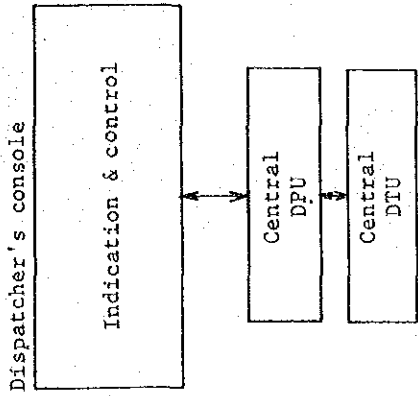 Dispatcher's console
Indication & control
Central
DPU
Central
DTU